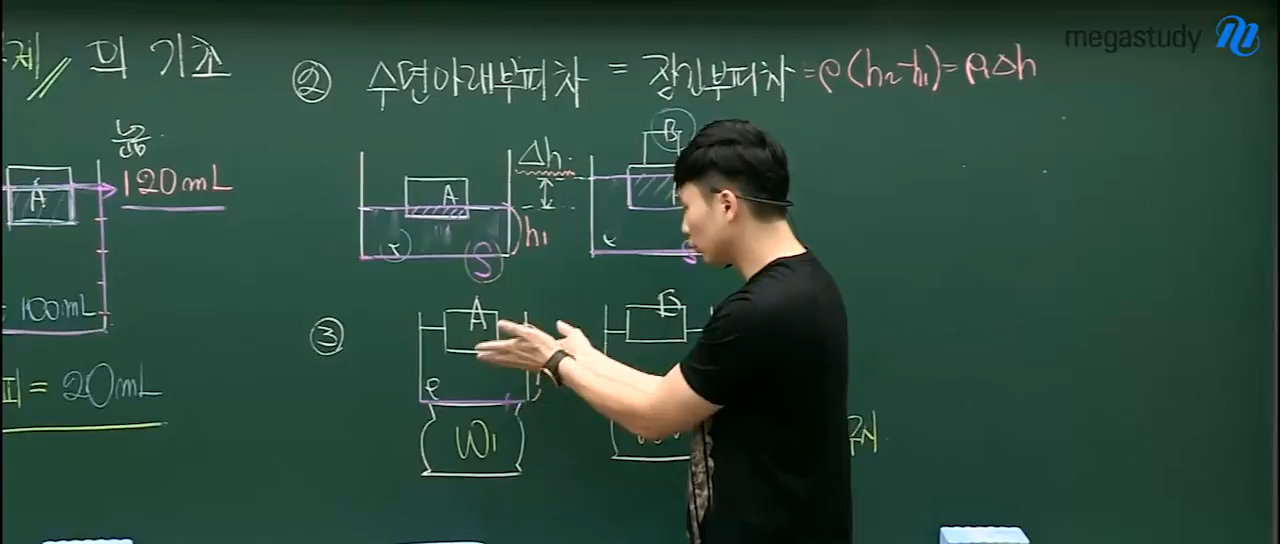 megastudy
제 의 기초
② 수면아래부피차 = 잠긴부피차 = ρ(h₂-h₁) = ρΔh
120mL
A
Δh
A
h₁
S
B
100mL
= 20mL
③
A
ρ
W₁
B